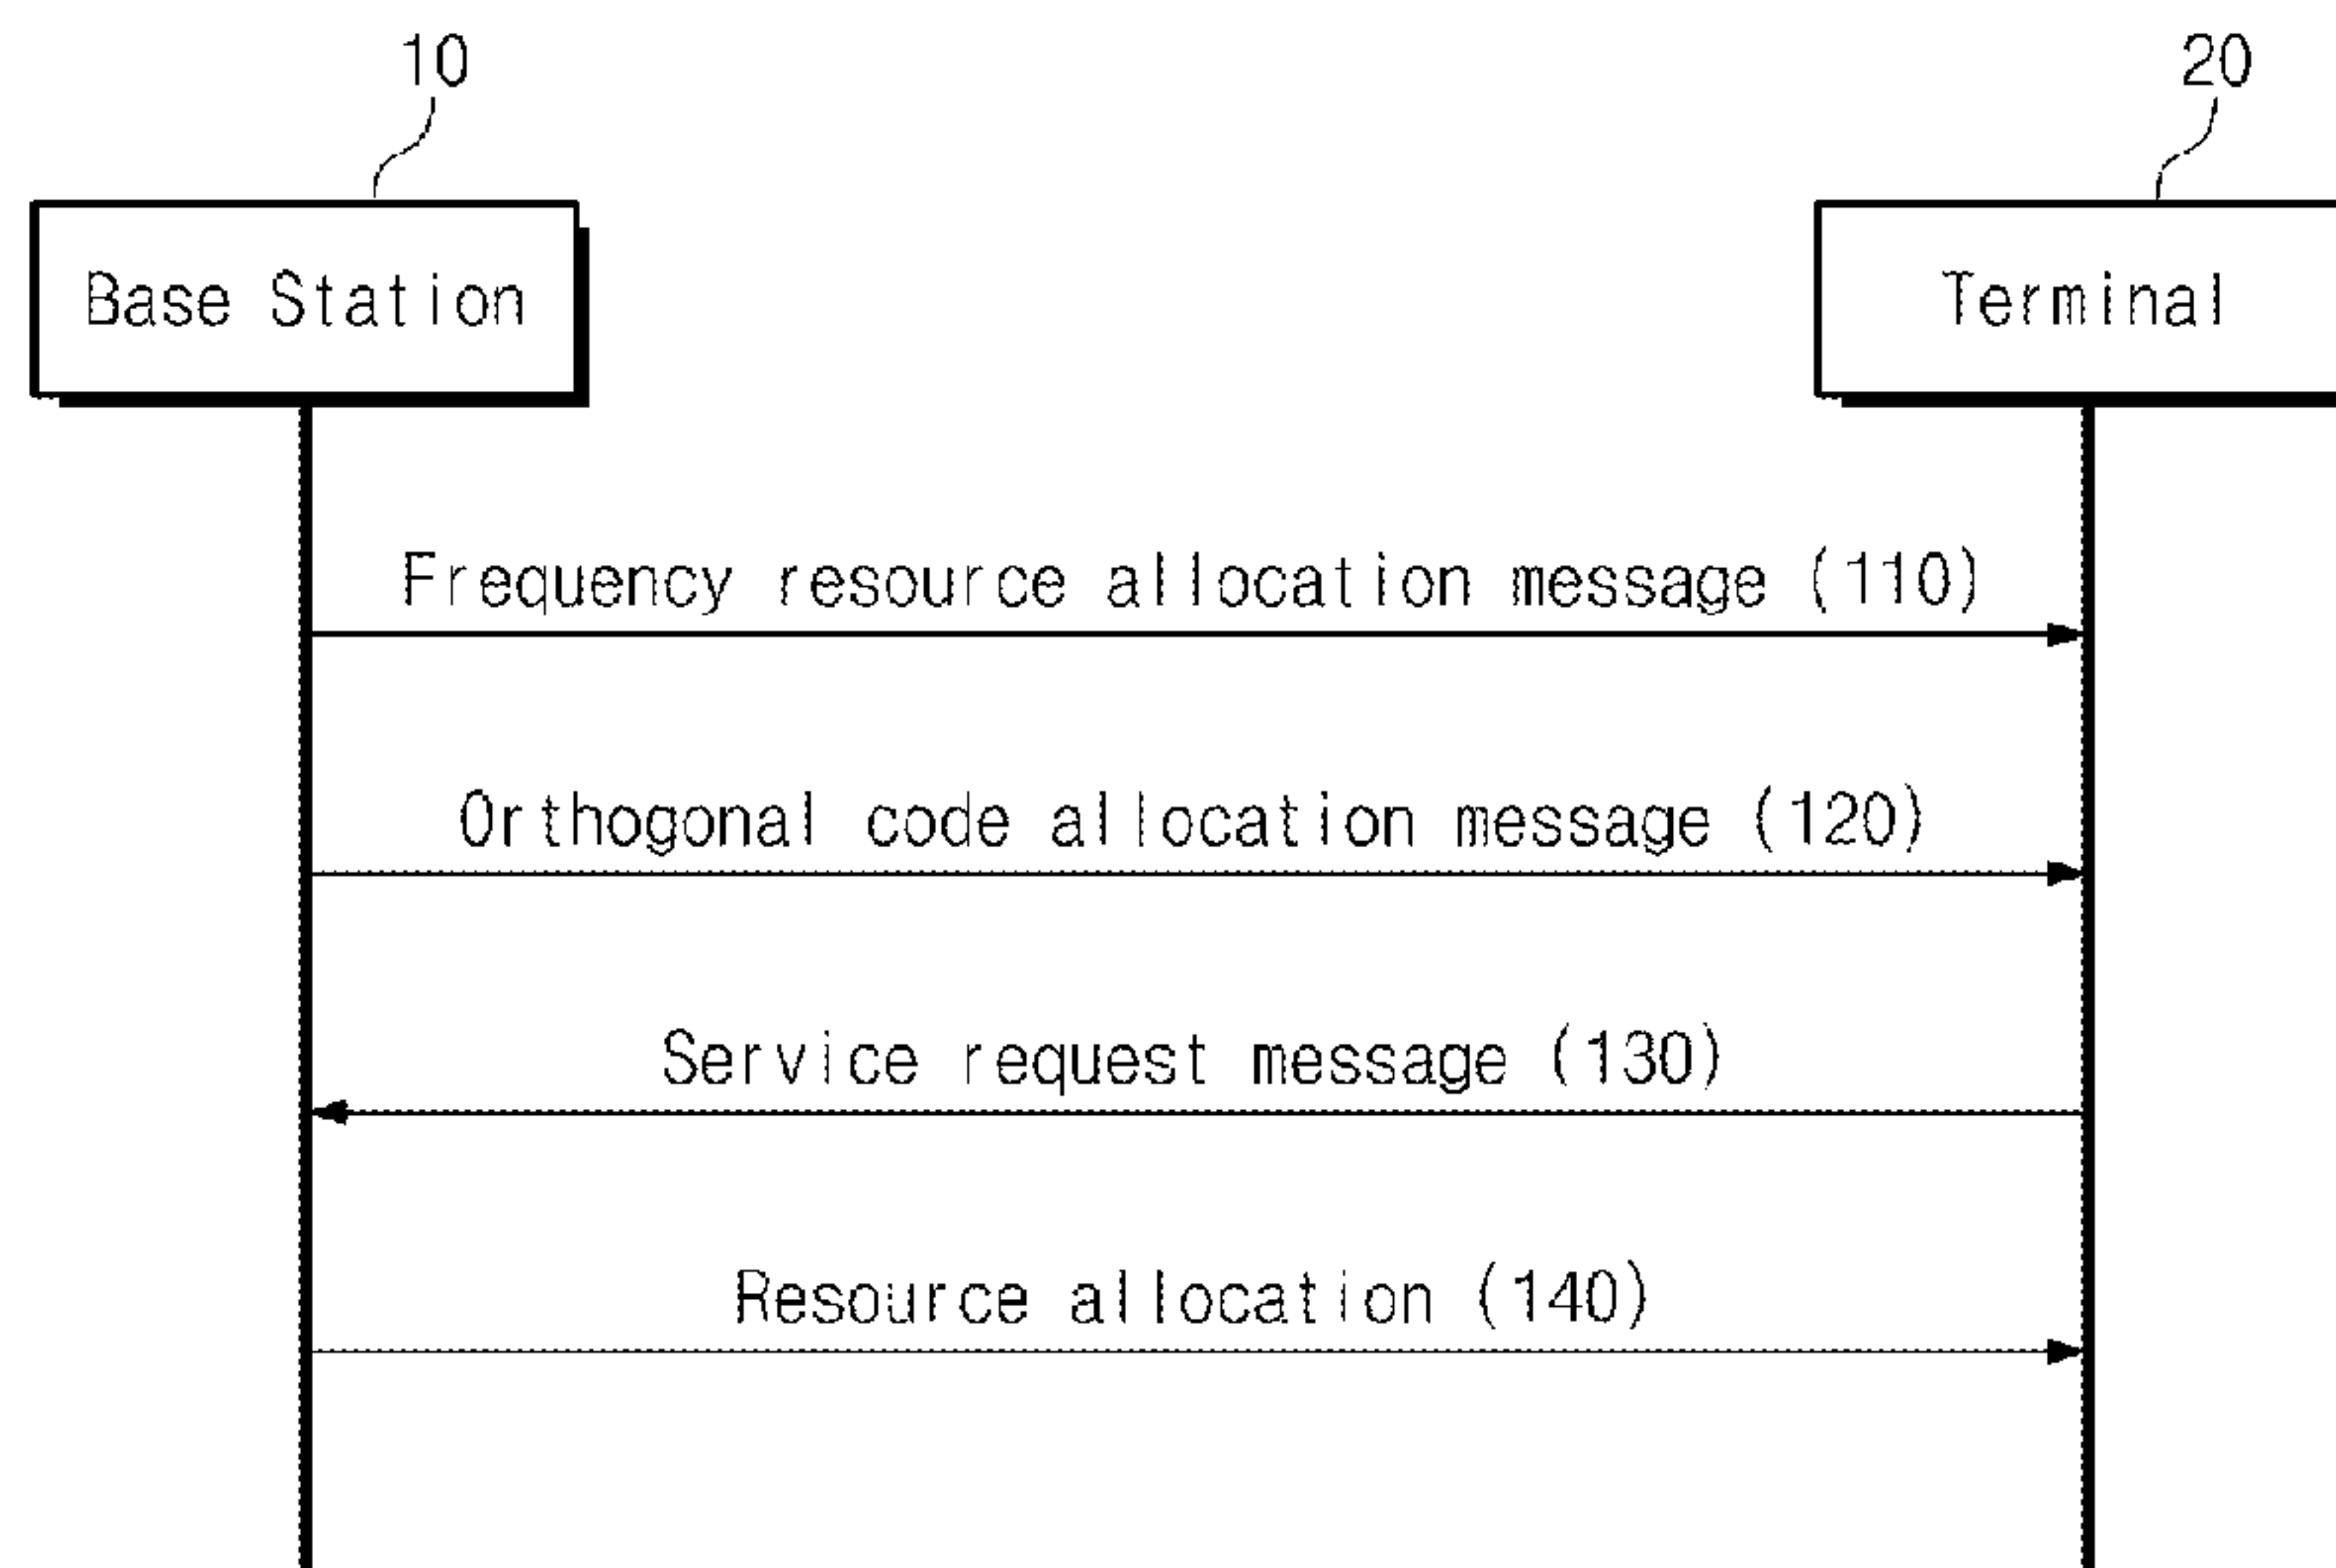 10
20
Base Station
Terminal
Frequency resource allocation message (110)
Orthogonal code allocation message (120)
Service request message (130)
Resource allocation (140)